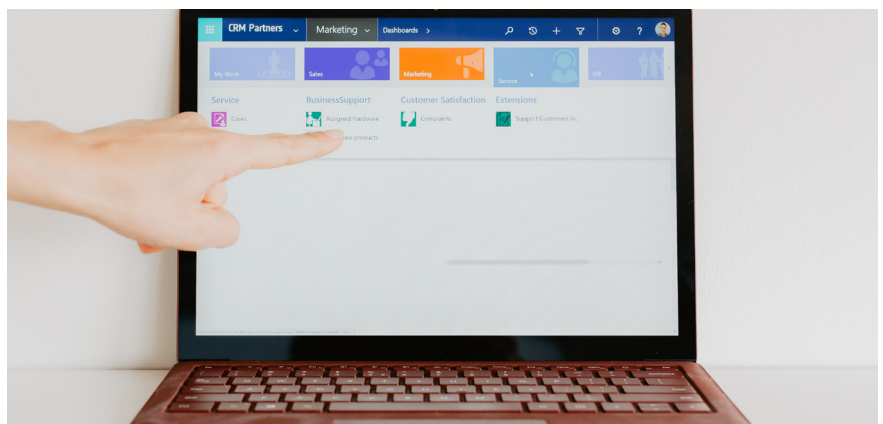 CRM Partners
Marketing
Dashboards >
?
My Work
Sales
Marketing
Service
HR
Service
BusinessSupport
Customer Satisfaction
Extensions
Cases
Assigned Hardware
Complaints
Support Customers In...
products